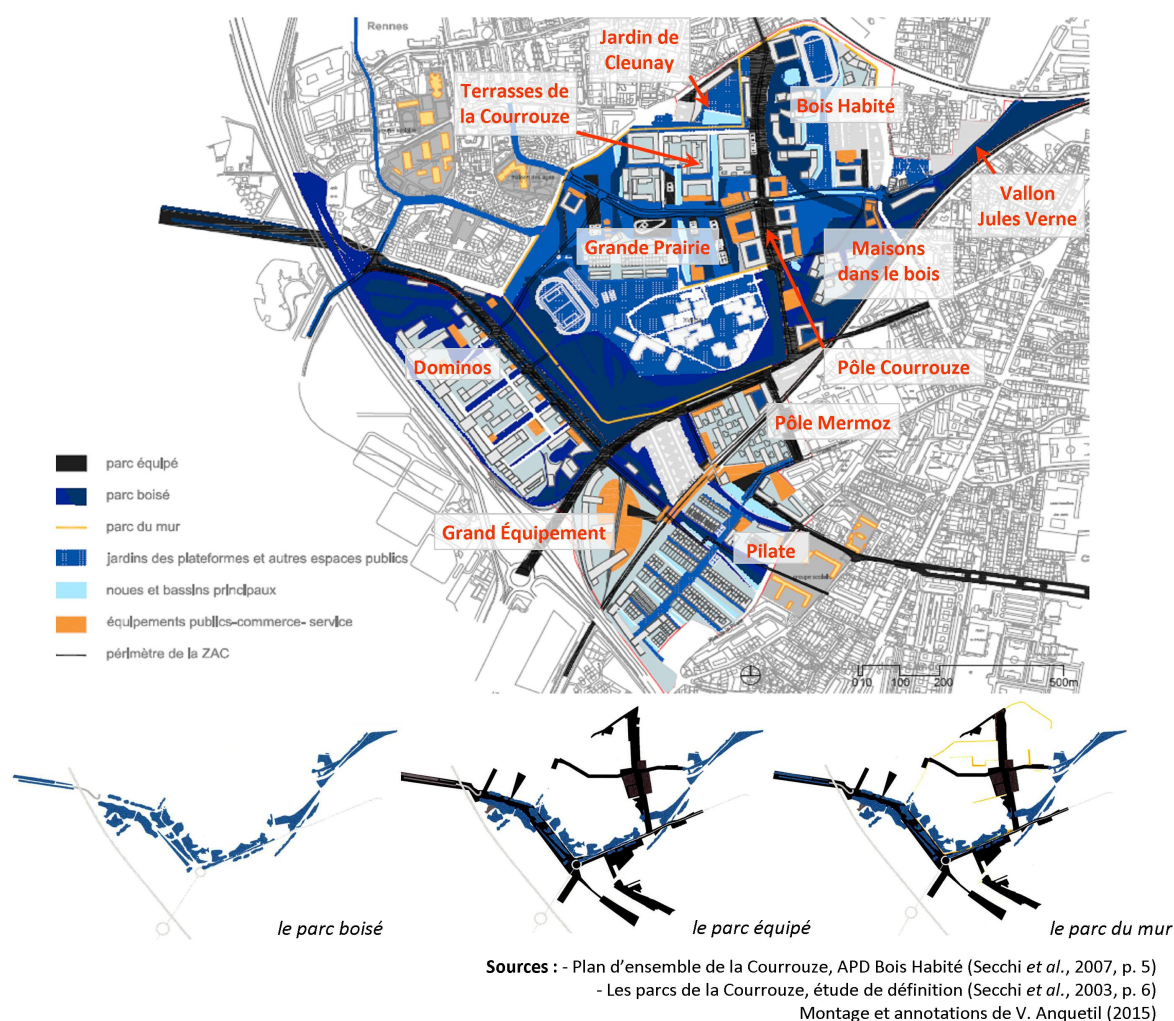 Rennes
Jardin de
Cleunay
Terrasses de
la Courrouze
Bois Habité
Vallon
Jules Verne
Grande Prairie
Maisons
dans le bois
Dominos
Pôle Courrouze
Pôle Mermoz
Grand Équipement
Pilate
parc équipé
parc boisé
parc du mur
jardins des plateformes et autres espaces publics
noues et bassins principaux
équipements publics-commerce- service
périmètre de la ZAC
0 10 100 200 500m
le parc boisé
le parc équipé
le parc du mur
Sources : - Plan d'ensemble de la Courrouze, APD Bois Habité (Secchi et al., 2007, p. 5)
- Les parcs de la Courrouze, étude de définition (Secchi et al., 2003, p. 6)
Montage et annotations de V. Anquetil (2015)